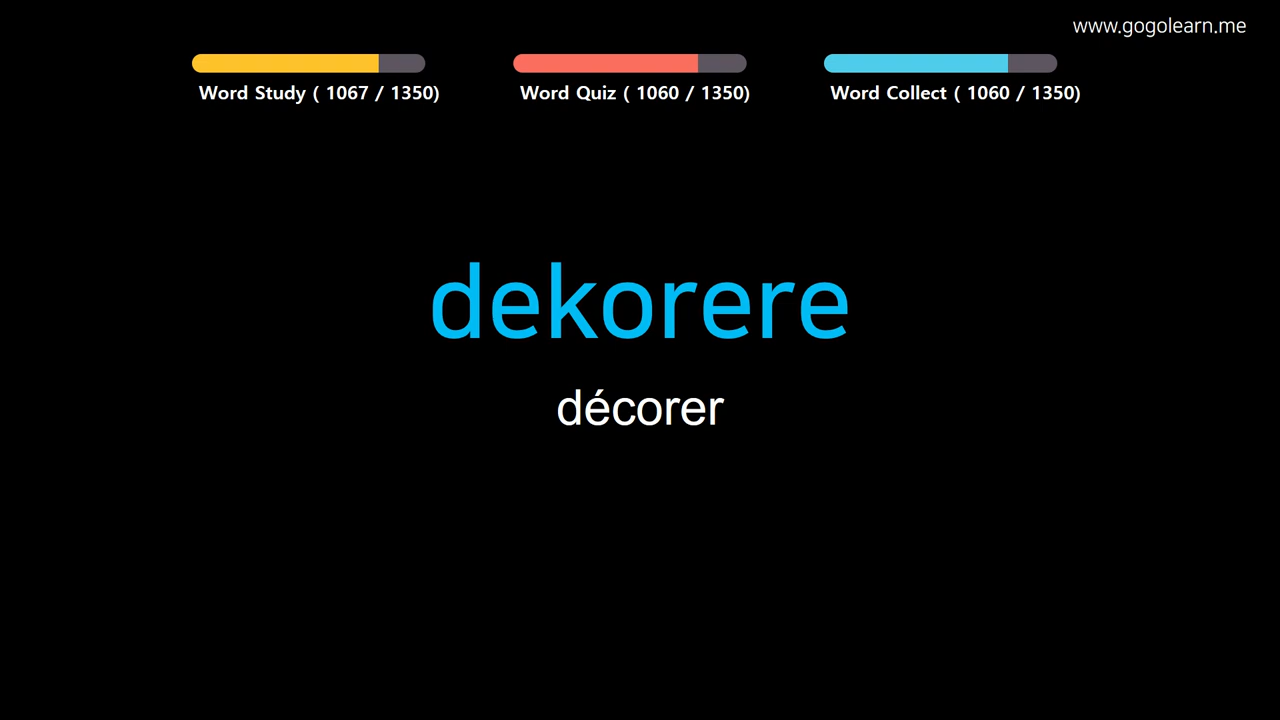 www.gogolearn.me
Word Study ( 1067 / 1350)
Word Quiz ( 1060 / 1350)
Word Collect ( 1060 / 1350)
dekorere
décorer